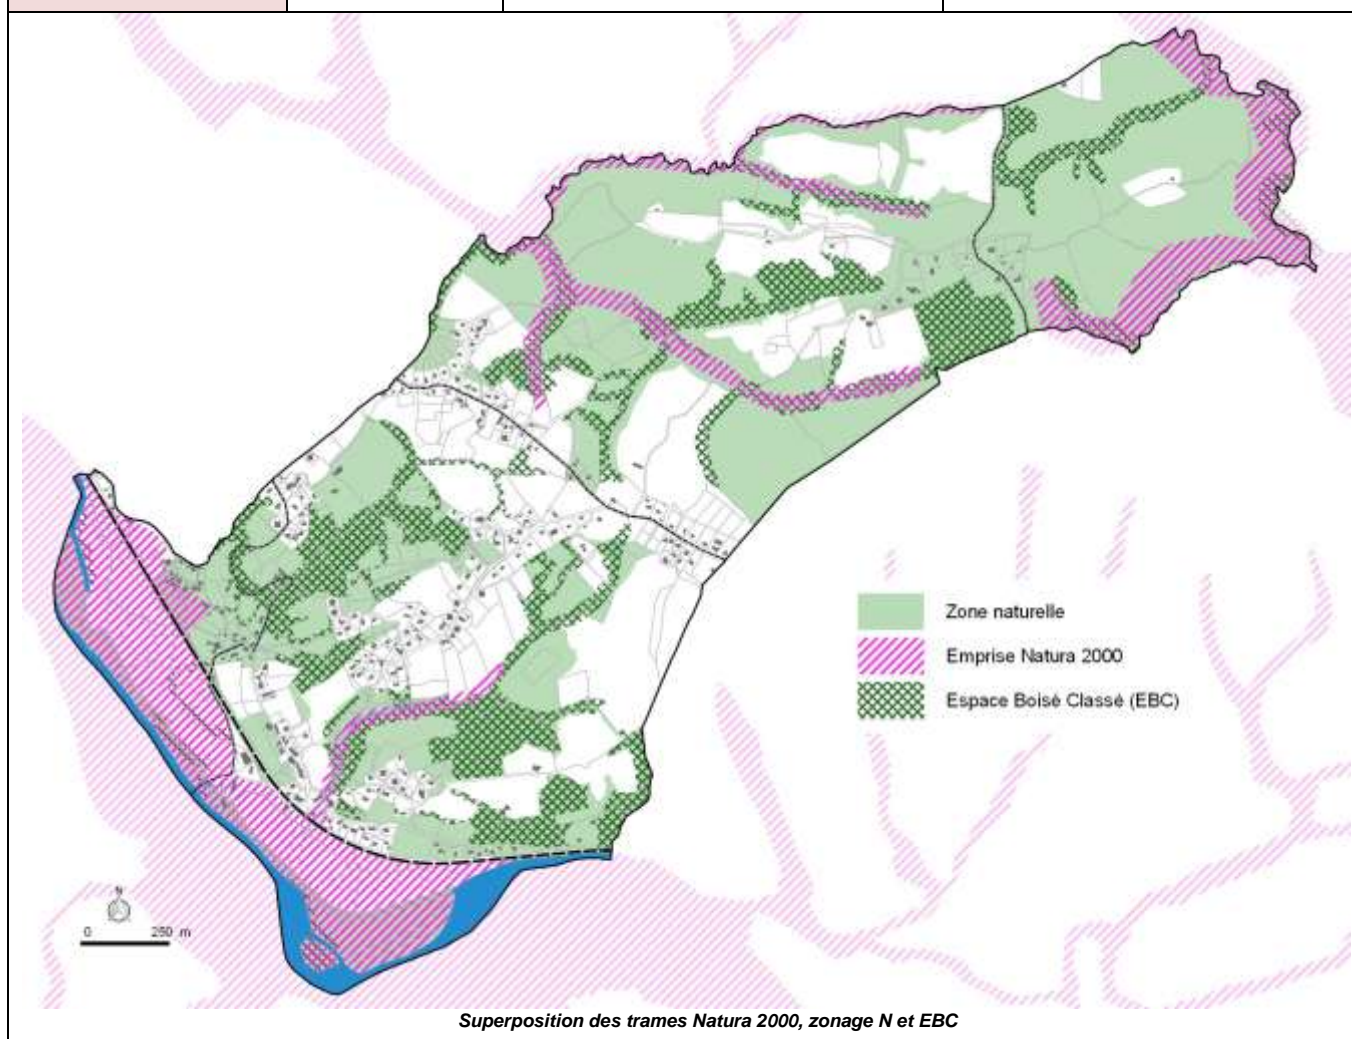 Zone naturelle
Emprise Natura 2000
Espace Boisé Classé (EBC)
N
0 250 m
Superposition des trames Natura 2000, zonage N et EBC